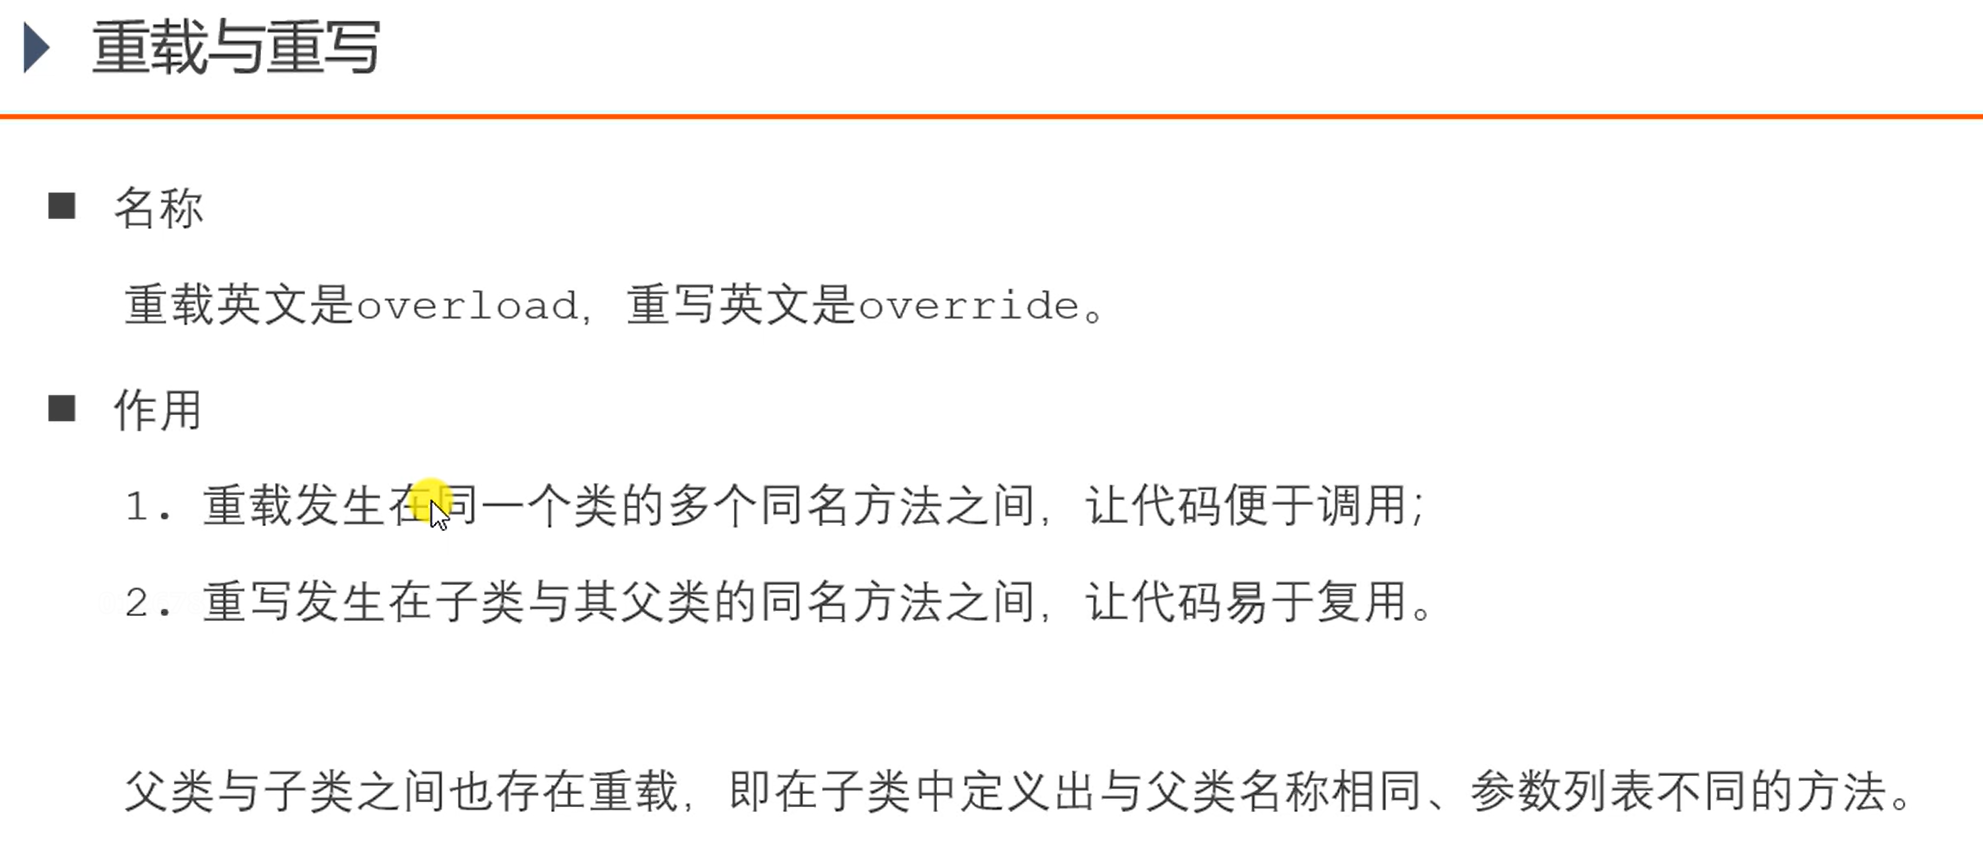 重载与重写
名称
重载英文是overload，重写英文是override。
作用
1. 重载发生在同一个类的多个同名方法之间，让代码便于调用；
2. 重写发生在子类与其父类的同名方法之间，让代码易于复用。
父类与子类之间也存在重载，即在子类中定义出与父类名称相同、参数列表不同的方法。